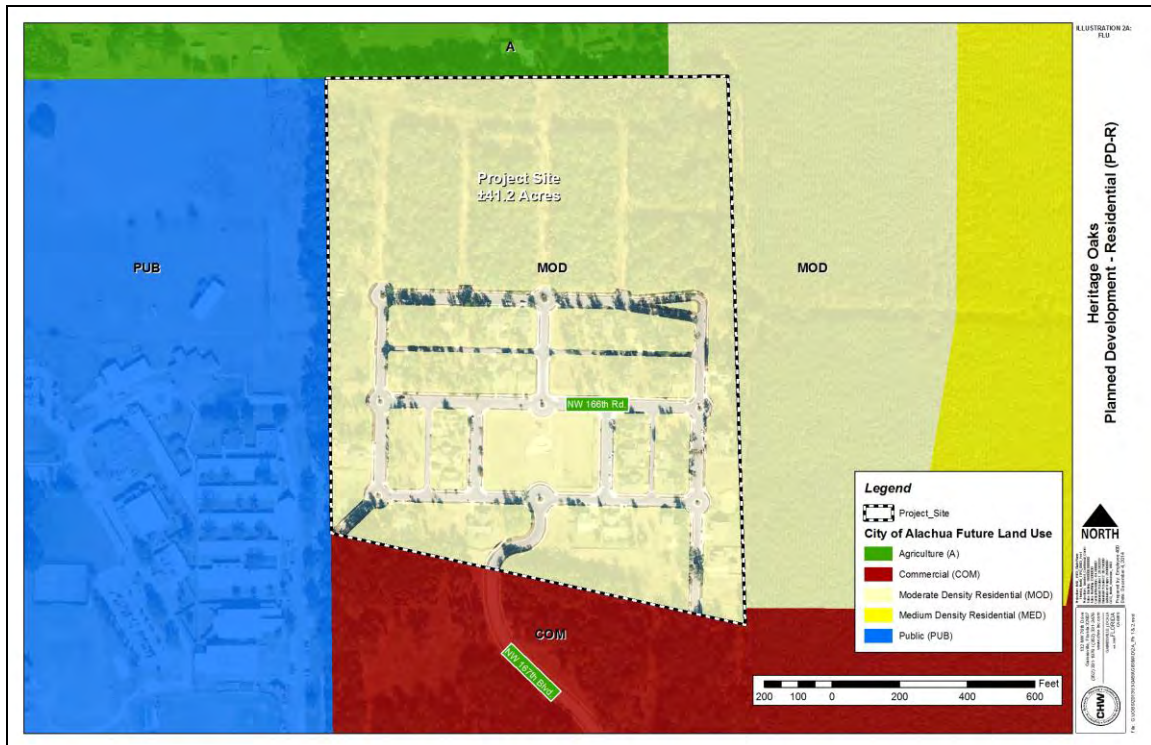 ILLUSTRATION 2A:
FLU
A
Project Site
±41.2 Acres
PUB
MOD
MOD
NW 166th Rd.
COM
NW 167th Blvd.
Legend
Project_Site
City of Alachua Future Land Use
Agriculture (A)
Commercial (COM)
Moderate Density Residential (MOD)
Medium Density Residential (MED)
Public (PUB)
200 100 0 200 400 600
Feet
Heritage Oaks
Planned Development - Residential (PD-R)
NORTH
CHW